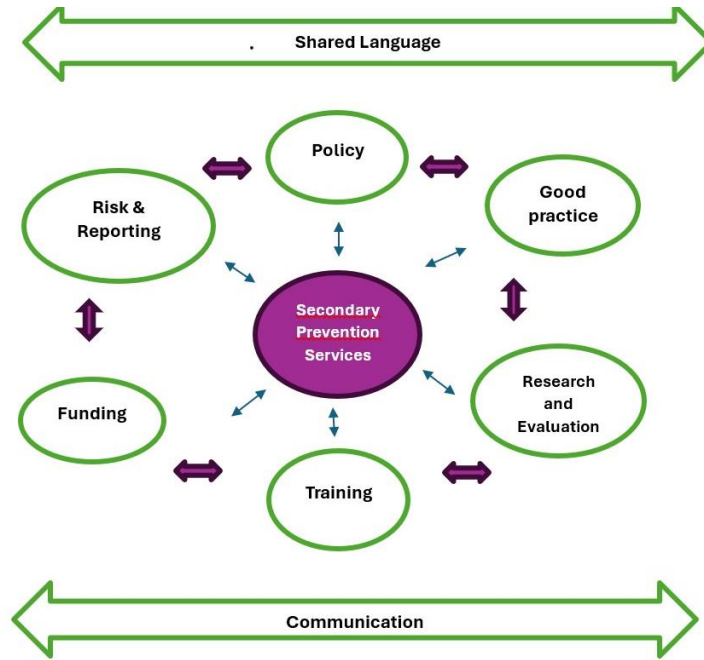 Shared Language
Policy
Good
practice
Risk &
Reporting
Secondary
Prevention
Services
Research
and
Evaluation
Funding
Training
Communication